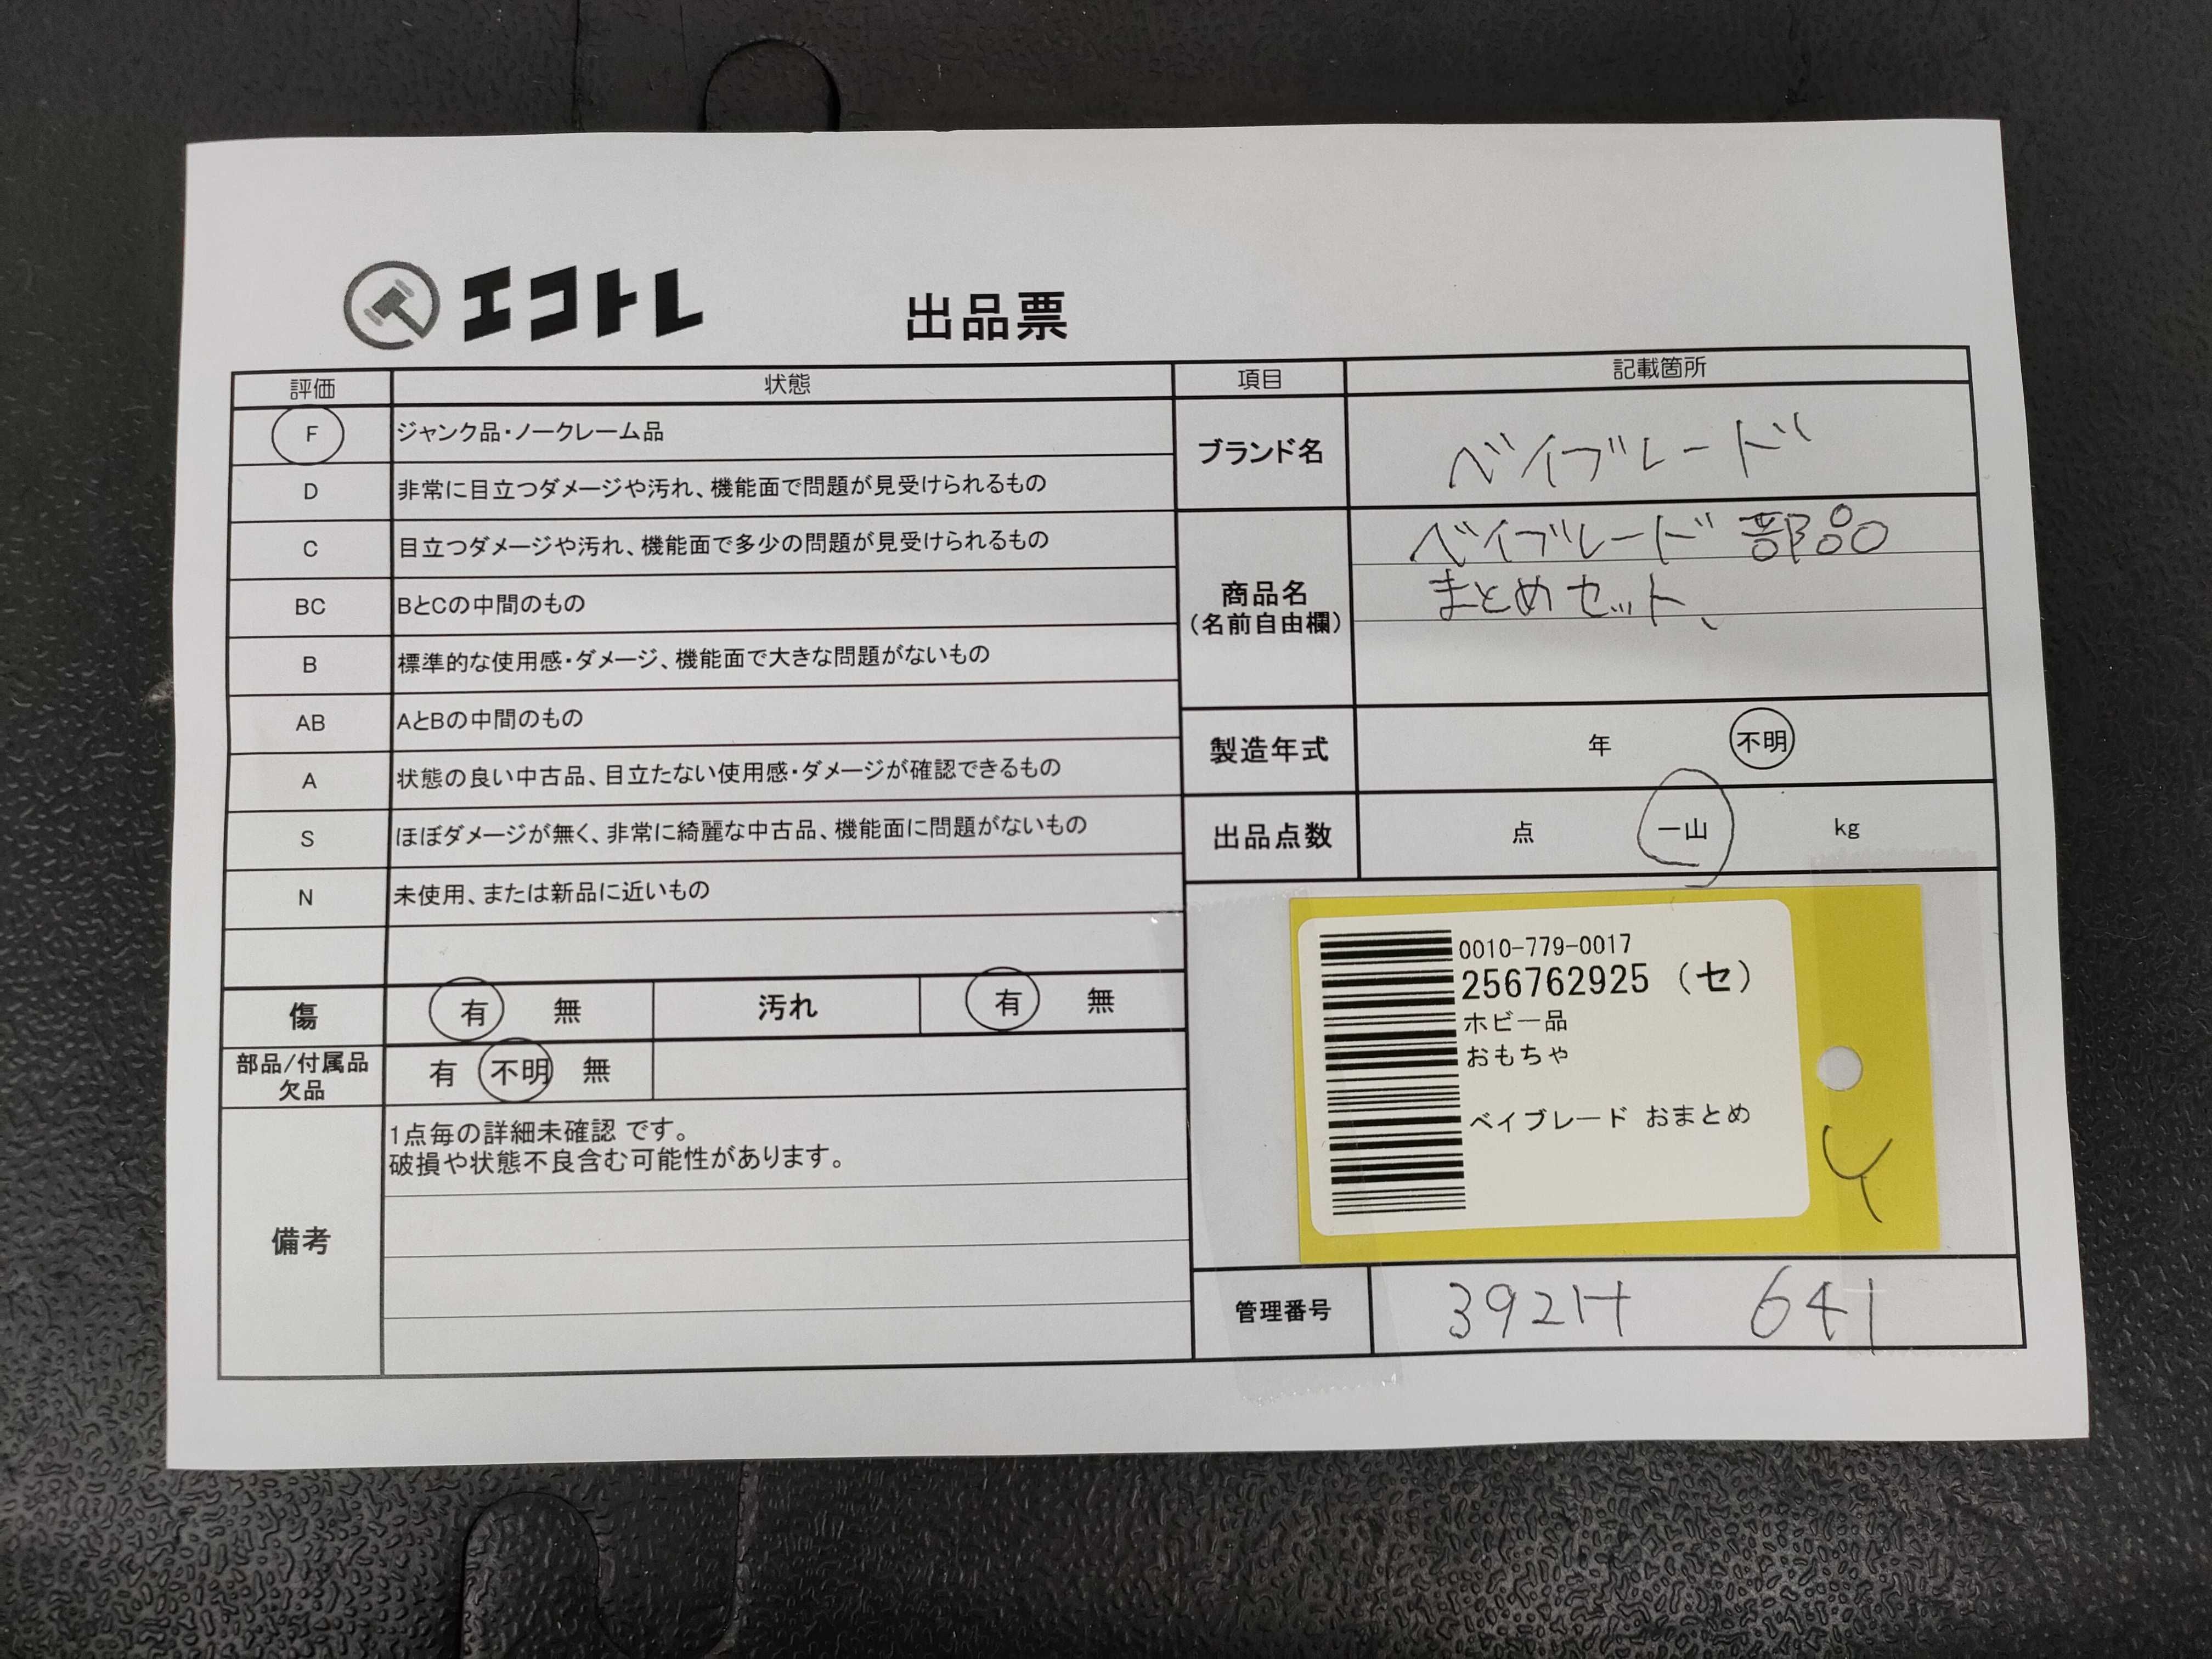 エコトレ
出品票
評価 状態
F ジャンク品・ノークレーム品
D 非常に目立つダメージや汚れ、機能面で問題が見受けられるもの
C 目立つダメージや汚れ、機能面で多少の問題が見受けられるもの
BC BとCの中間のもの
B 標準的な使用感・ダメージ、機能面で大きな問題がないもの
AB AとBの中間のもの
A 状態の良い中古品、目立たない使用感・ダメージが確認できるもの
S ほぼダメージが無く、非常に綺麗な中古品、機能面に問題がないもの
N 未使用、または新品に近いもの
傷 有 無 汚れ 有 無
部品/付属品
欠品 有 不明 無
備考
1点毎の詳細未確認 です。
破損や状態不良含む可能性があります。
項目 記載箇所
ブランド名 ベイブレード
商品名
(名前自由欄)
ベイブレード 部品
まとめセット、
製造年式 年 不明
出品点数 点 一山 kg
0010-779-0017
256762925 (セ)
ホビー品
おもちゃ
ベイブレード おまとめ
管理番号 392H 641